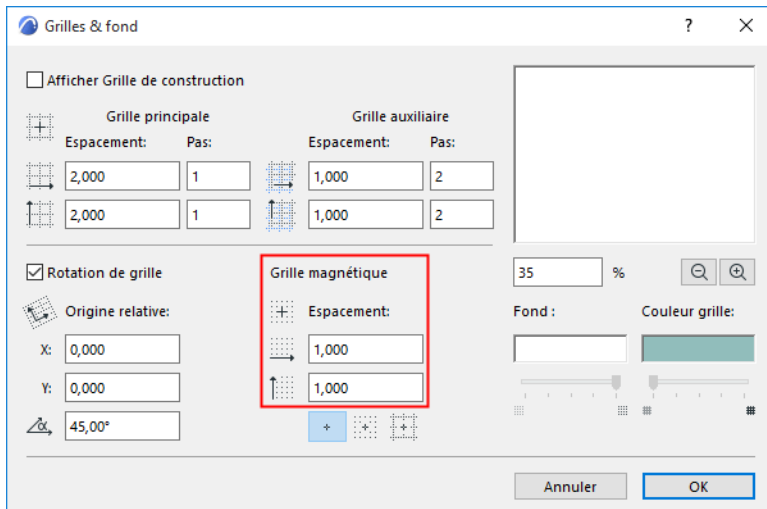 Grilles & fond
Afficher Grille de construction
Grille principale
Grille auxiliaire
Espacement: Pas: Espacement: Pas:
2,000 1 1,000 2
2,000 1 1,000 2
Rotation de grille
Grille magnétique
35 %
Origine relative: Espacement: Fond : Couleur grille:
X: 0,000 1,000
Y: 0,000 1,000
α 45,00°
Annuler OK